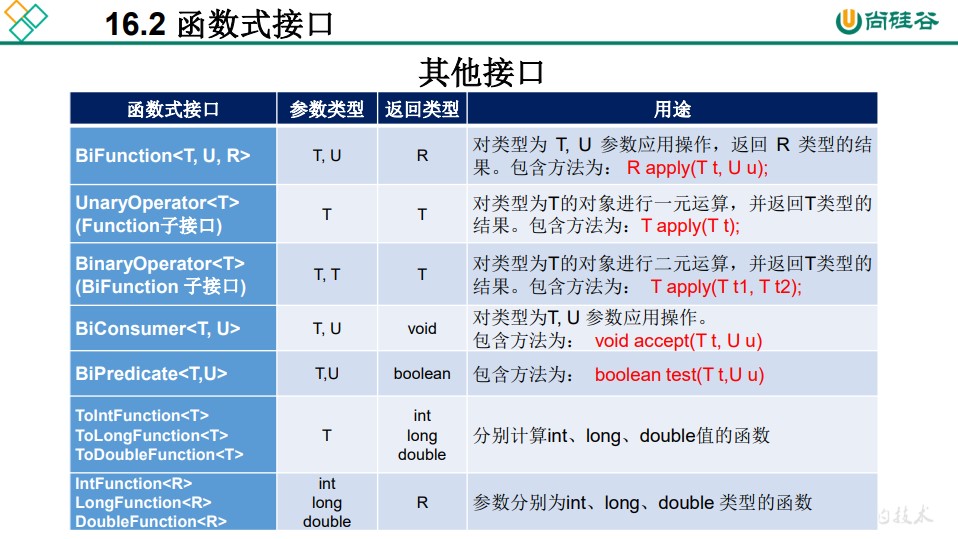 16.2 函数式接口
尚硅谷
其他接口
函数式接口 参数类型 返回类型 用途
BiFunction<T, U, R> T, U R 对类型为 T, U 参数应用操作，返回 R 类型的结
果。包含方法为： R apply(T t, U u);
UnaryOperator<T>
(Function子接口) T T 对类型为T的对象进行一元运算，并返回T类型的
结果。包含方法为：T apply(T t);
BinaryOperator<T>
(BiFunction 子接口) T, T T 对类型为T的对象进行二元运算，并返回T类型的
结果。包含方法为： T apply(T t1, T t2);
BiConsumer<T, U> T, U void 对类型为T, U 参数应用操作。
包含方法为： void accept(T t, U u)
BiPredicate<T,U> T,U boolean 包含方法为： boolean test(T t,U u)
ToIntFunction<T>
ToLongFunction<T>
ToDoubleFunction<T>
T
int
long
double
分别计算int、long、double值的函数
IntFunction<R>
LongFunction<R>
DoubleFunction<R>
int
long
double
R
参数分别为int、long、double 类型的函数
的技术